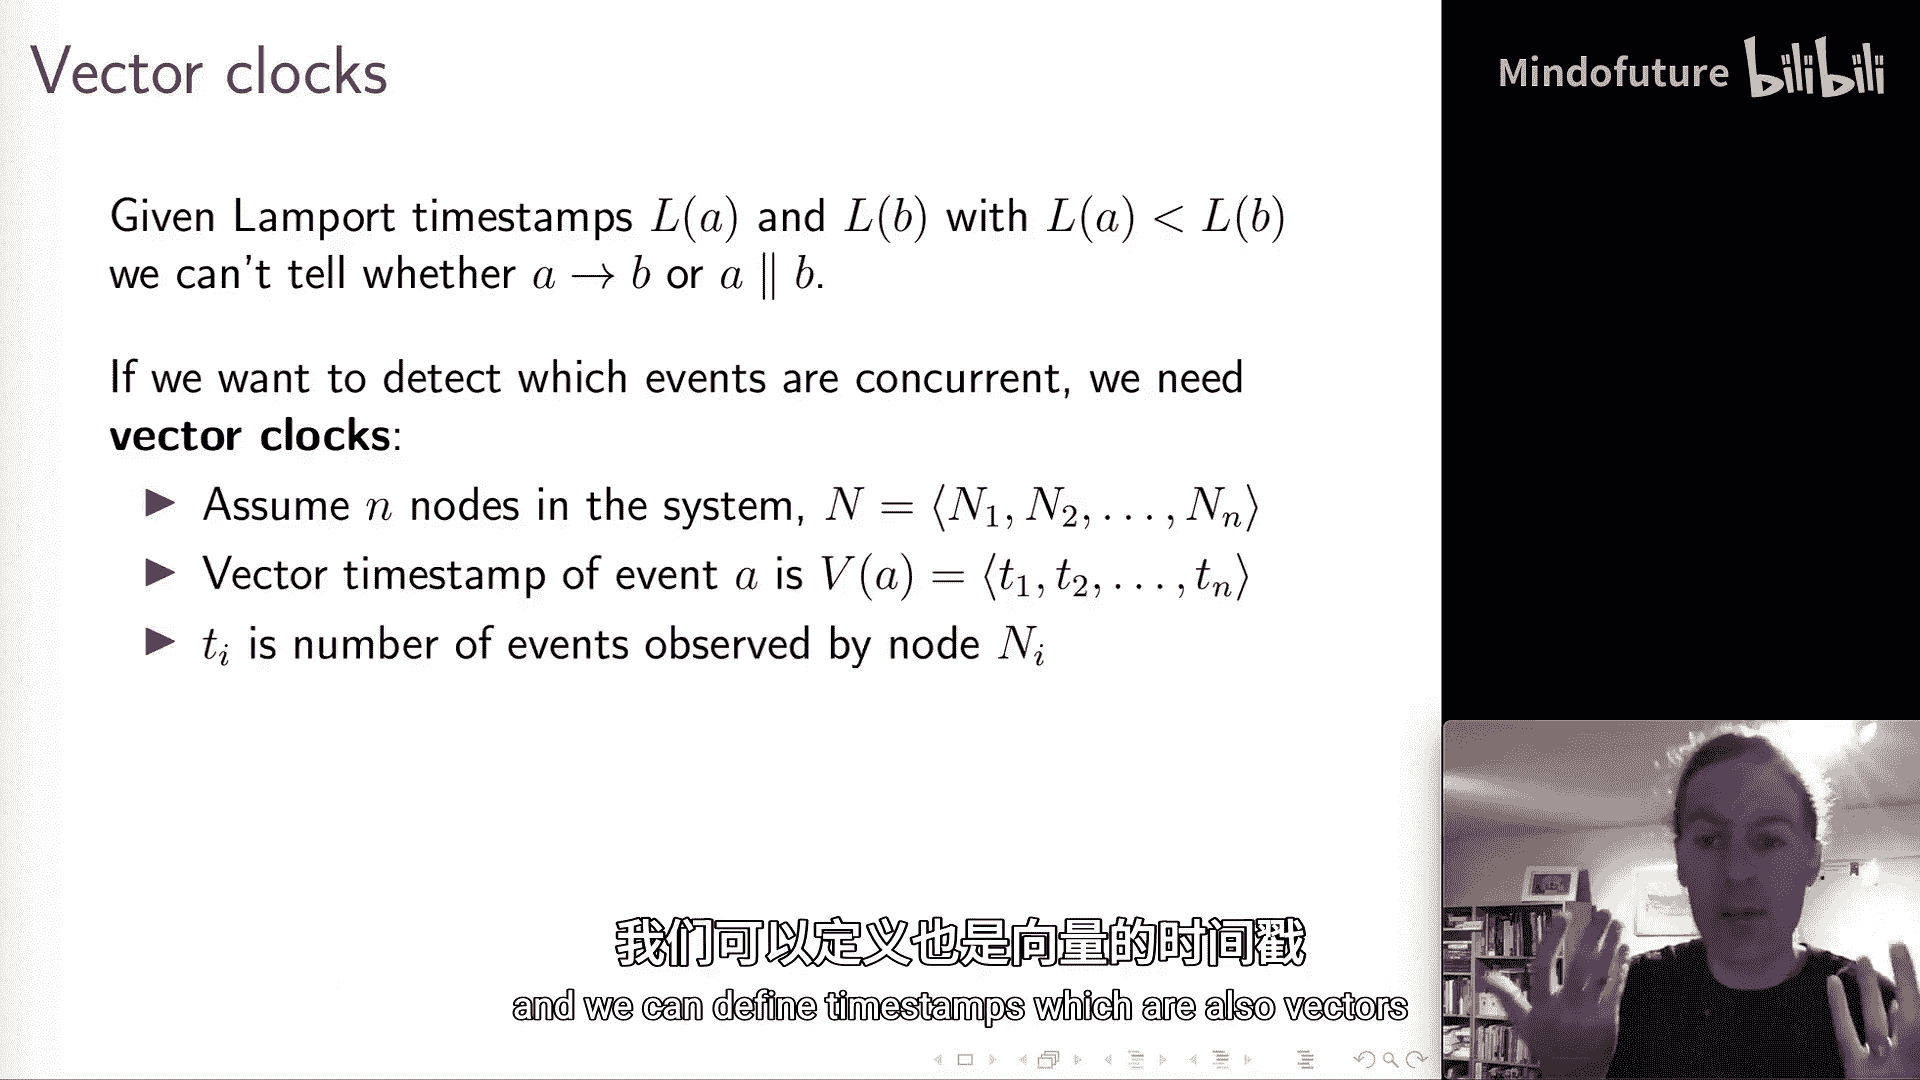 Vector clocks
Mindofuture bilibili
Given Lamport timestamps L(a) and L(b) with L(a) < L(b)
we can't tell whether a → b or a ∥ b.
If we want to detect which events are concurrent, we need
vector clocks:
▶ Assume n nodes in the system, N = ⟨N₁, N₂, . . . , Nₙ⟩
▶ Vector timestamp of event a is V(a) = ⟨t₁, t₂, . . . , tₙ⟩
▶ tᵢ is number of events observed by node Nᵢ
我们可以定义也是向量的时间戳
and we can define timestamps which are also vectors